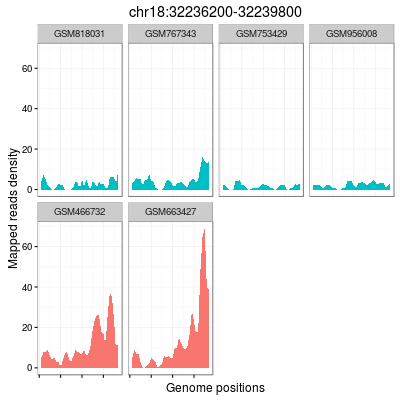 chr18:32236200-32239800
GSM818031 GSM767343 GSM753429 GSM956008
60
40
20
0
GSM466732 GSM663427
60
40
20
0
Mapped reads density
Genome positions